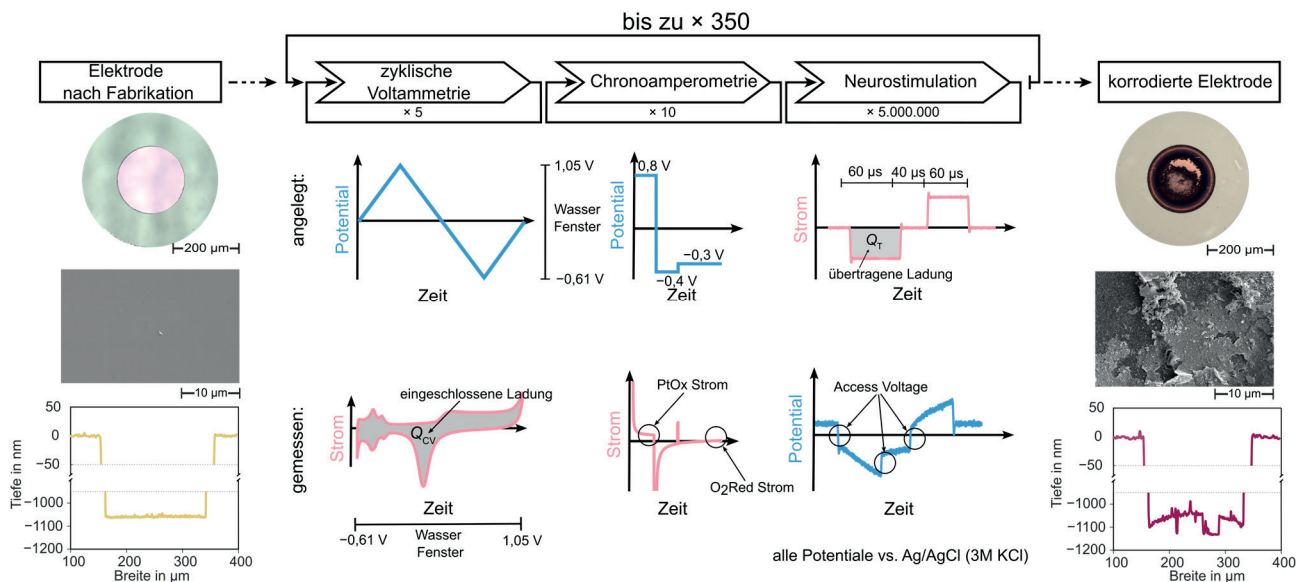 bis zu × 350
Elektrode
nach Fabrikation
zyklische
Voltammetrie
× 5
Chronoamperometrie
× 10
Neurostimulation
× 5.000.000
korrodierte Elektrode
200 µm
10 µm
Tiefe in nm
0
−50
−1000
−1100
−1200
100
200
300
400
Breite in µm
angelegt:
Potential
Zeit
1,05 V
Wasser
Fenster
−0,61 V
Potential
0,8 V
−0,3 V
−0,4 V
Zeit
60 µs
40 µs
60 µs
Strom
QT
übertragene Ladung
Zeit
gemessen:
Strom
eingeschlossene Ladung
QCV
Zeit
−0,61 V
Wasser
Fenster
1,05 V
Strom
PtOx Strom
O2Red Strom
Zeit
Potential
Access Voltage
Zeit
alle Potentiale vs. Ag/AgCl (3M KCl)
200 µm
10 µm
Tiefe in nm
0
−50
−1000
−1100
−1200
100
200
300
400
Breite in µm